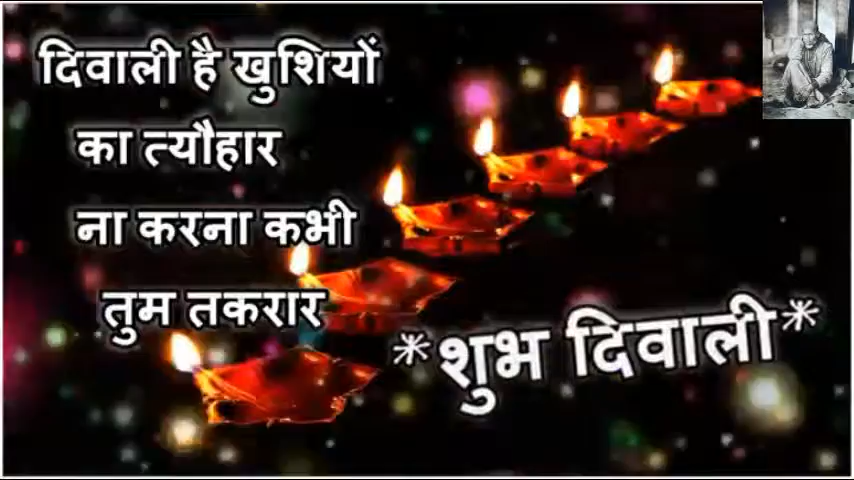 दिवाली है खुशियों
का त्यौहार
ना करना कभी
तुम तकरार
*शुभ दिवाली*